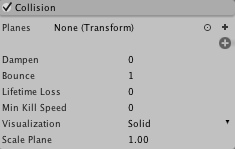 Collision
Planes None (Transform)
Dampen 0
Bounce 1
Lifetime Loss 0
Min Kill Speed 0
Visualization Solid
Scale Plane 1.00